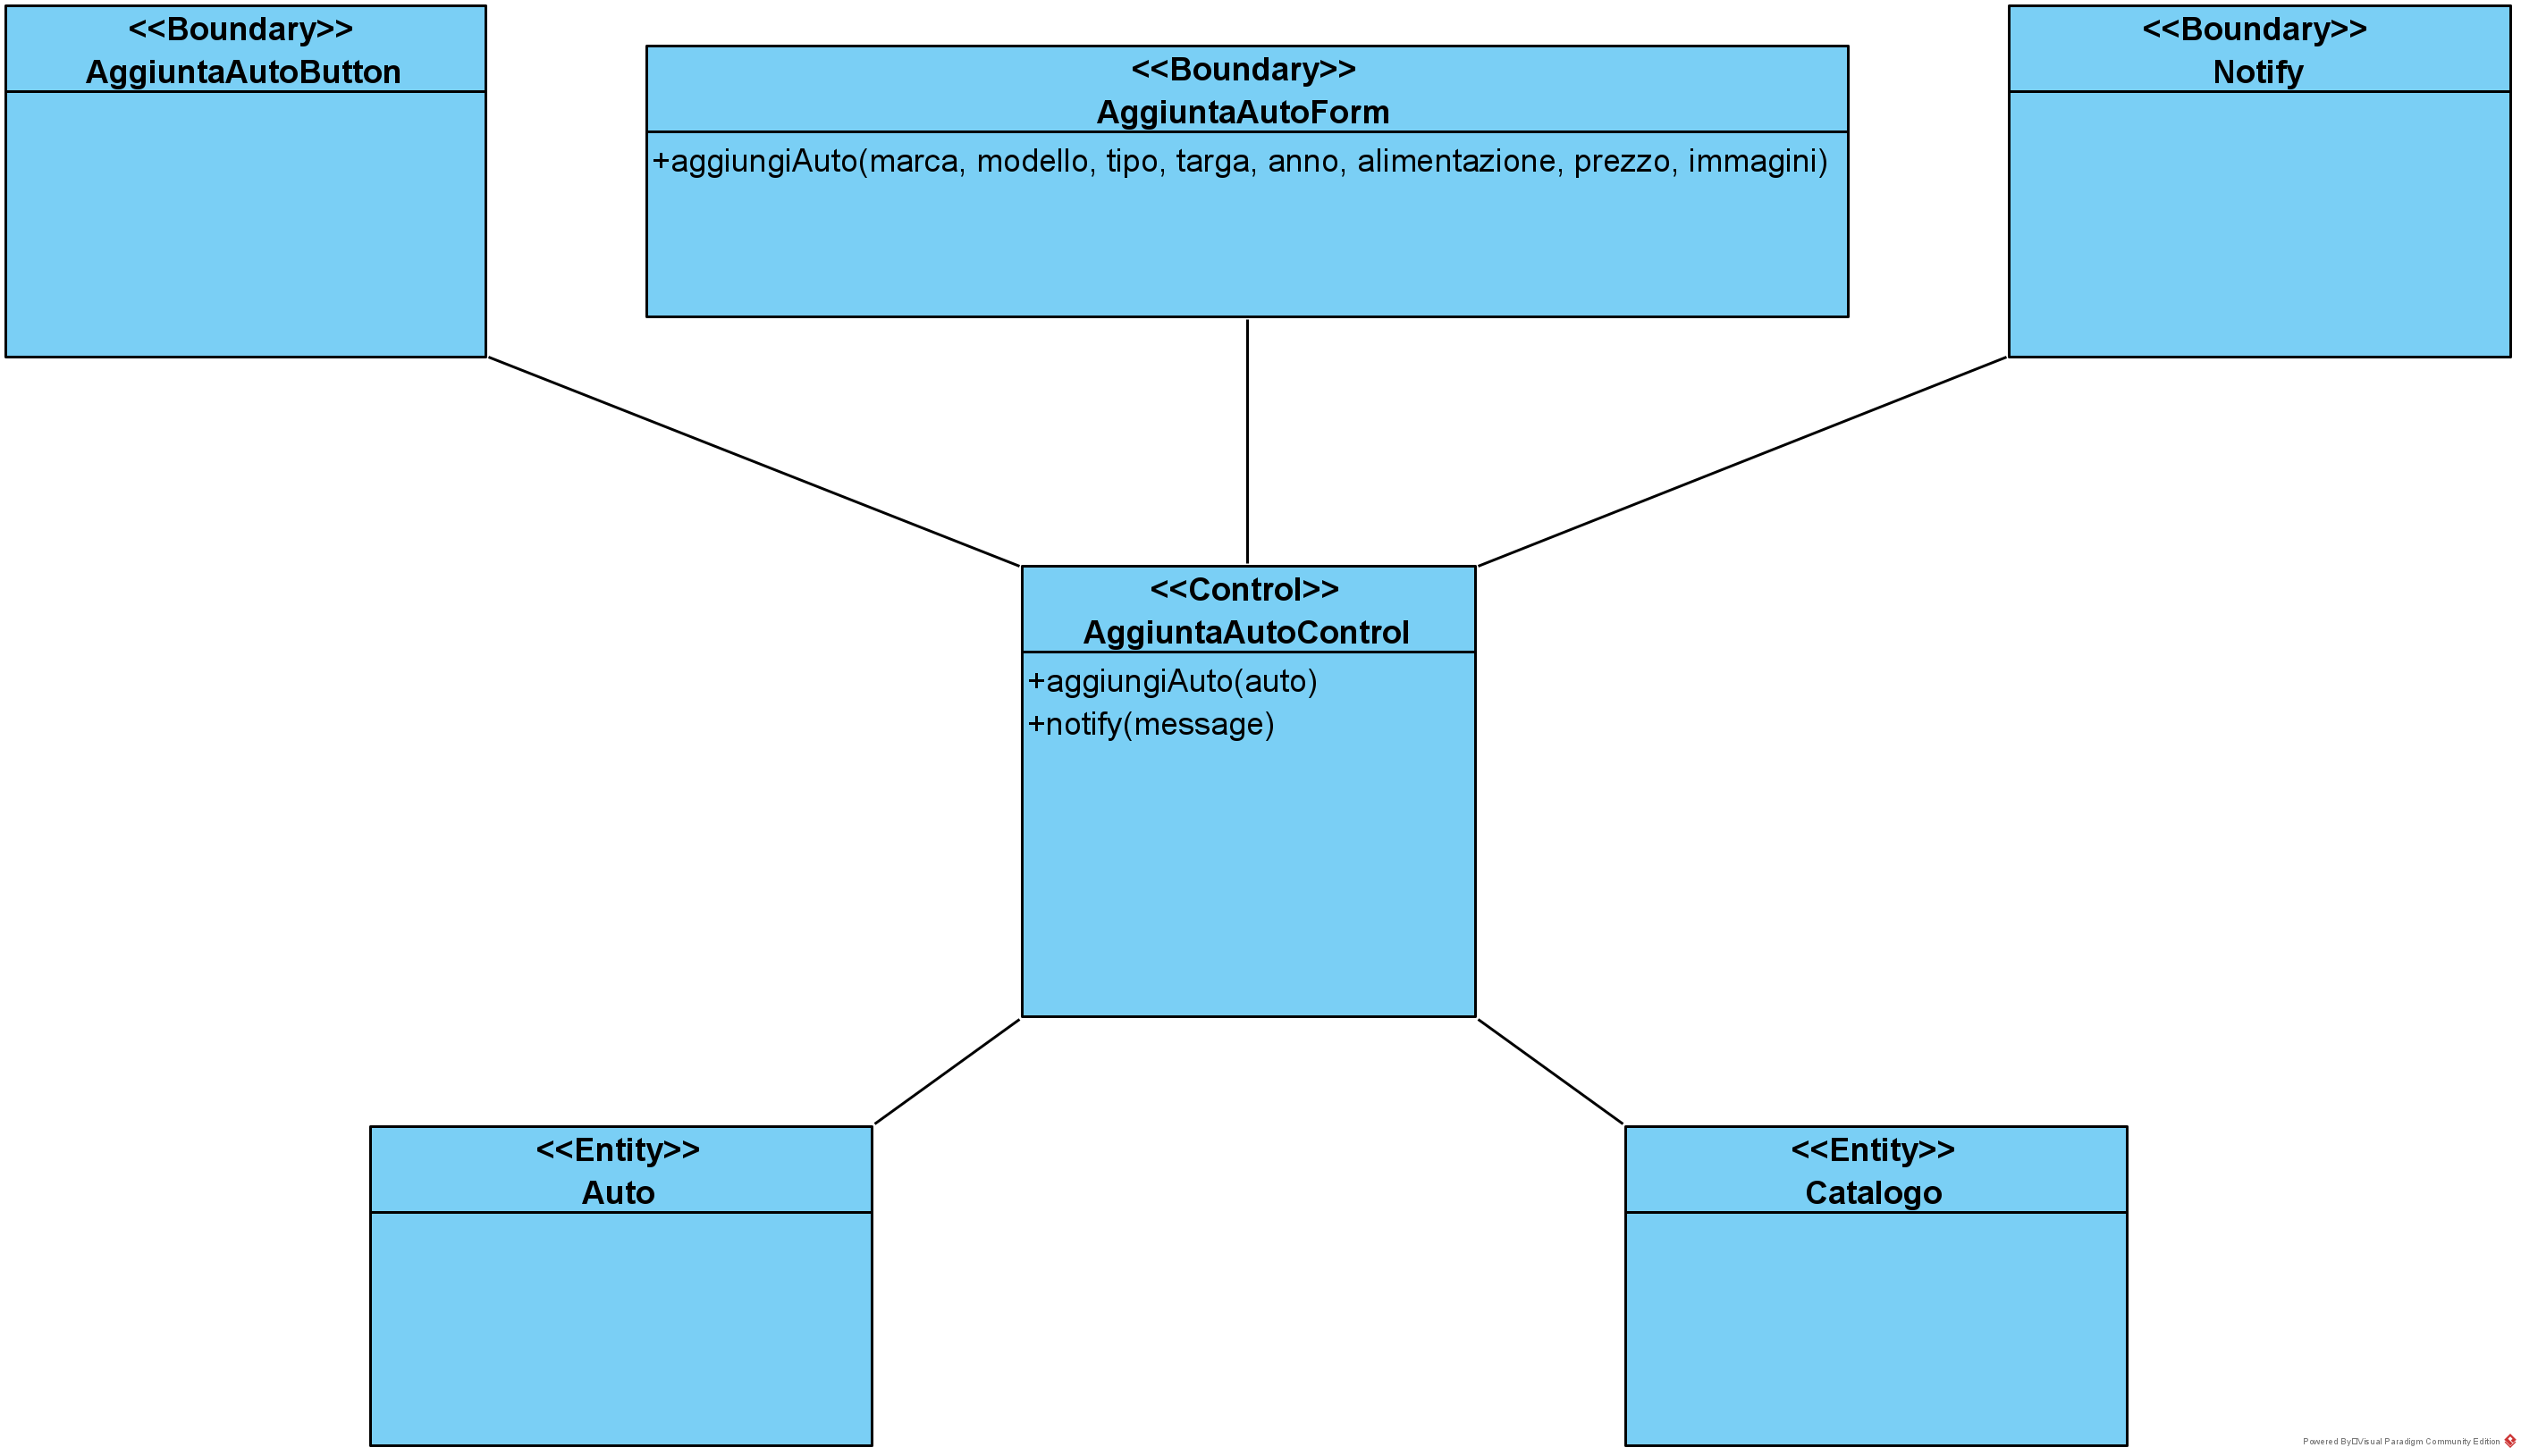 <<Boundary>>
AggiuntaAutoButton
<<Boundary>>
AggiuntaAutoForm
+aggiungiAuto(marca, modello, tipo, targa, anno, alimentazione, prezzo, immagini)
<<Boundary>>
Notify
<<Control>>
AggiuntaAutoControl
+aggiungiAuto(auto)
+notify(message)
<<Entity>>
Auto
<<Entity>>
Catalogo
Powered By□Visual Paradigm Community Edition